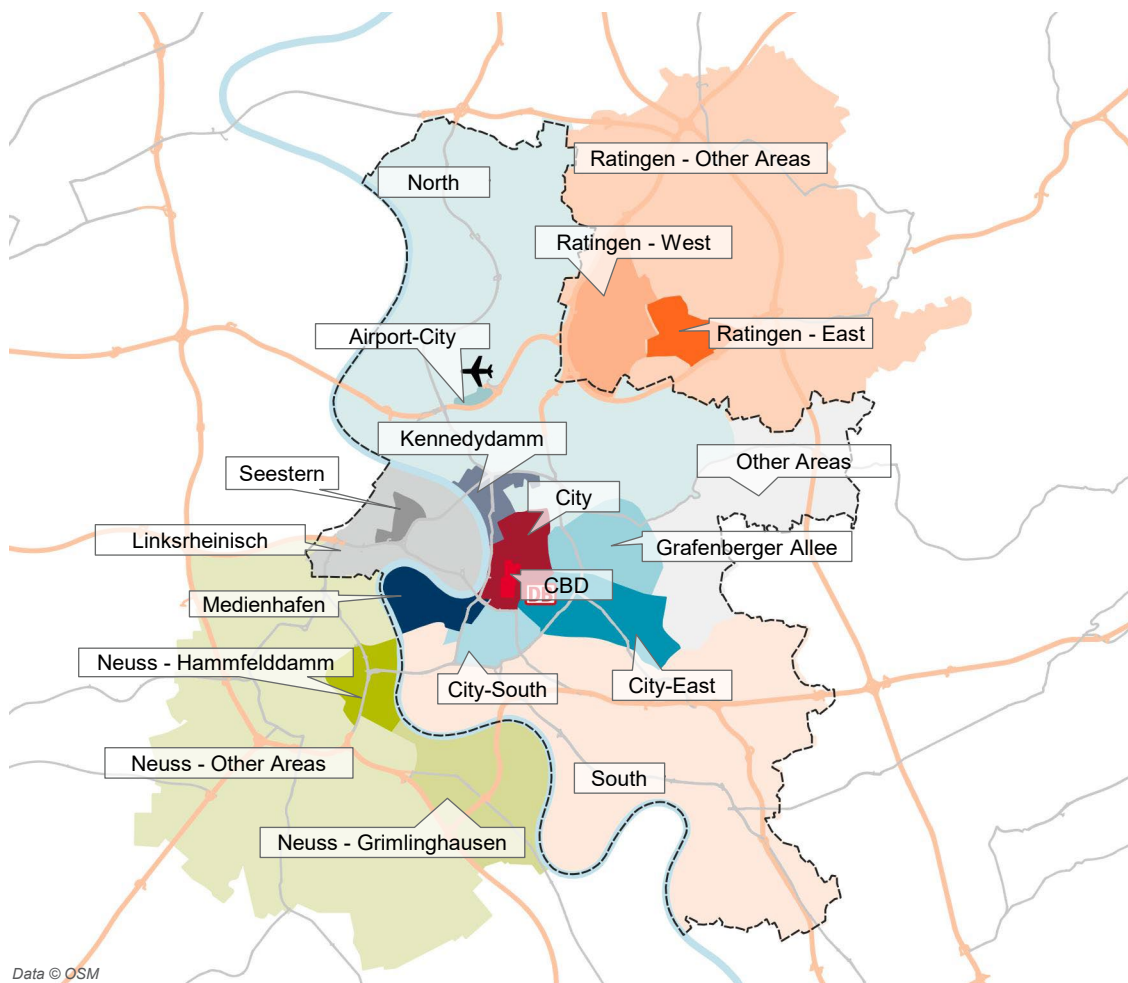 Ratingen - Other Areas
North
Ratingen - West
Airport-City
Ratingen - East
Kennedydamm
Other Areas
Seestern
City
Linksrheinisch
Grafenberger Allee
CBD
DB
Medienhafen
Neuss - Hammfelddamm
City-South
City-East
Neuss - Other Areas
South
Neuss - Grimlinghausen
Data © OSM